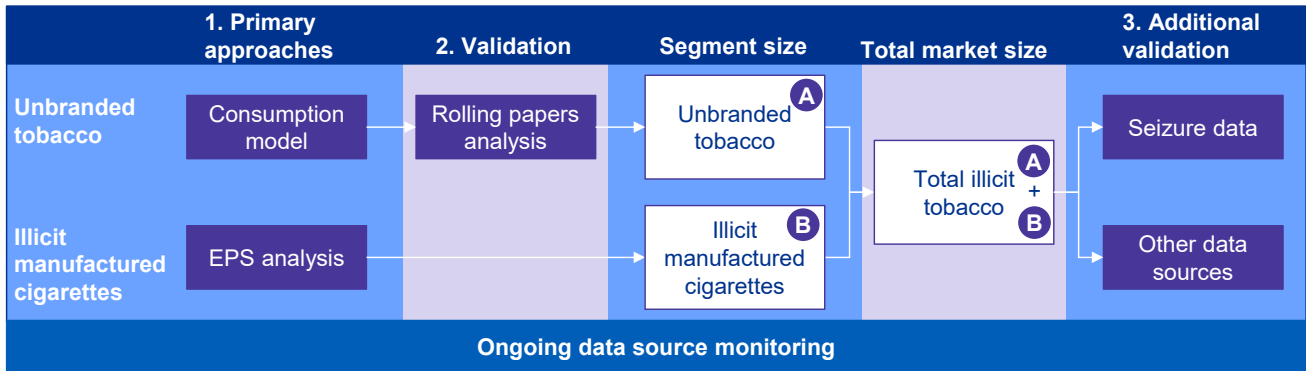 1. Primary
approaches
2. Validation
Segment size
Total market size
3. Additional
validation
Unbranded
tobacco
Consumption
model
Rolling papers
analysis
A
Unbranded
tobacco
Seizure data
Total illicit
tobacco
A
+
B
Illicit
manufactured
cigarettes
EPS analysis
B
Illicit
manufactured
cigarettes
Other data
sources
Ongoing data source monitoring